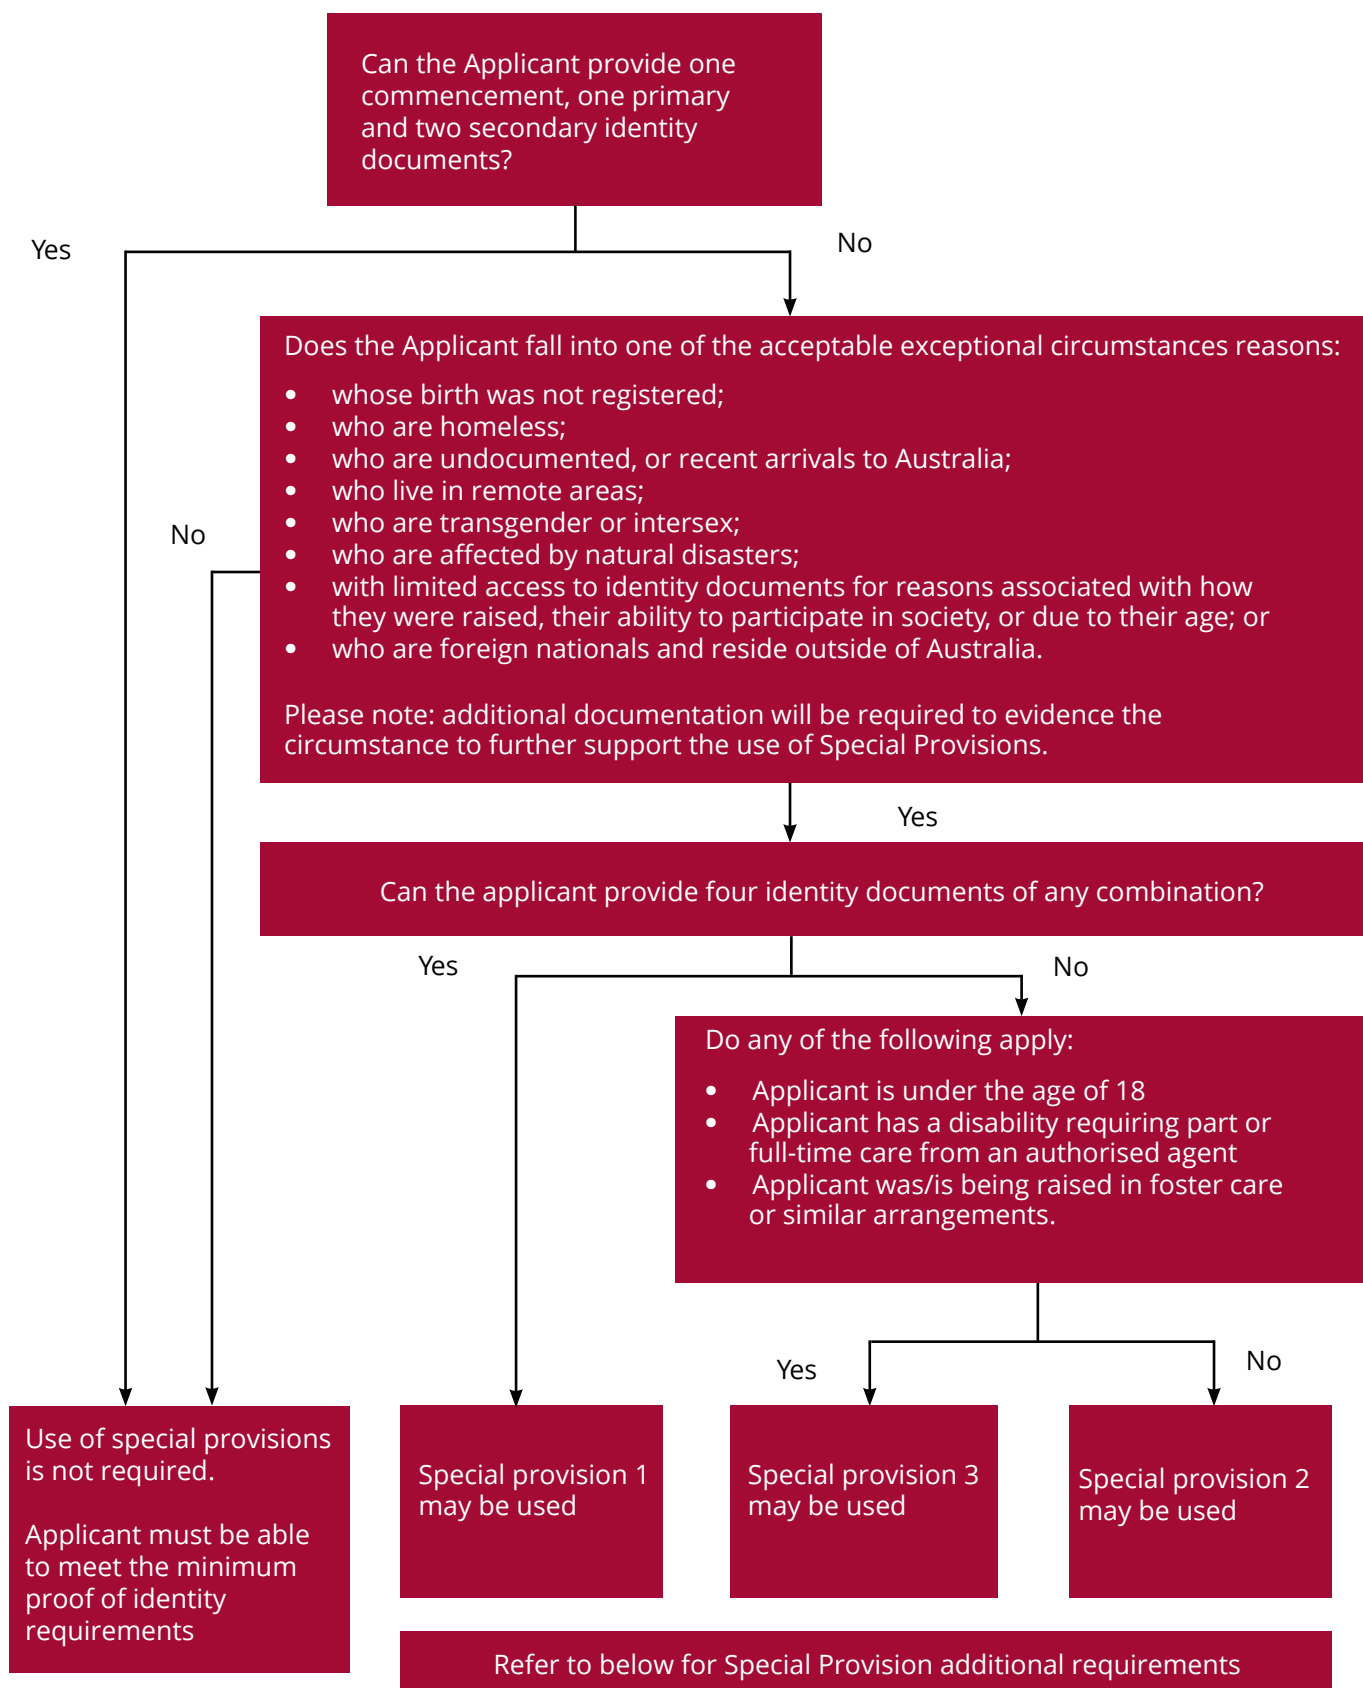 Can the Applicant provide one
commencement, one primary
and two secondary identity
documents?
Yes
No
Does the Applicant fall into one of the acceptable exceptional circumstances reasons:
• whose birth was not registered;
• who are homeless;
• who are undocumented, or recent arrivals to Australia;
• who live in remote areas;
• who are transgender or intersex;
• who are affected by natural disasters;
• with limited access to identity documents for reasons associated with how
they were raised, their ability to participate in society, or due to their age; or
• who are foreign nationals and reside outside of Australia.
Please note: additional documentation will be required to evidence the
circumstance to further support the use of Special Provisions.
No
Yes
Can the applicant provide four identity documents of any combination?
Yes
No
Do any of the following apply:
• Applicant is under the age of 18
• Applicant has a disability requiring part or
full-time care from an authorised agent
• Applicant was/is being raised in foster care
or similar arrangements.
Yes
No
Use of special provisions
is not required.
Applicant must be able
to meet the minimum
proof of identity
requirements
Special provision 1
may be used
Special provision 3
may be used
Special provision 2
may be used
Refer to below for Special Provision additional requirements